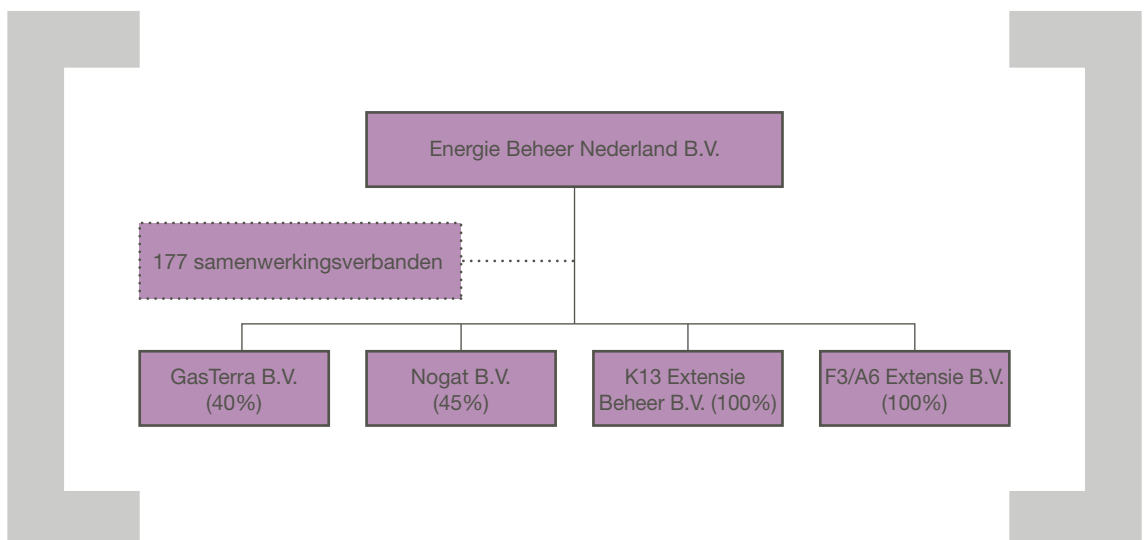 Energie Beheer Nederland B.V.
177 samenwerkingsverbanden
GasTerra B.V.
(40%)
Nogat B.V.
(45%)
K13 Extensie
Beheer B.V. (100%)
F3/A6 Extensie B.V.
(100%)